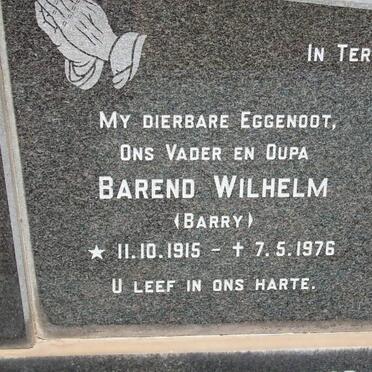 IN TER
MY DIERBARE EGGENOOT,
ONS VADER EN OUPA
BAREND WILHELM
(BARRY)
★ 11.10.1915 – ✝ 7.5.1976
U LEEF IN ONS HARTE.